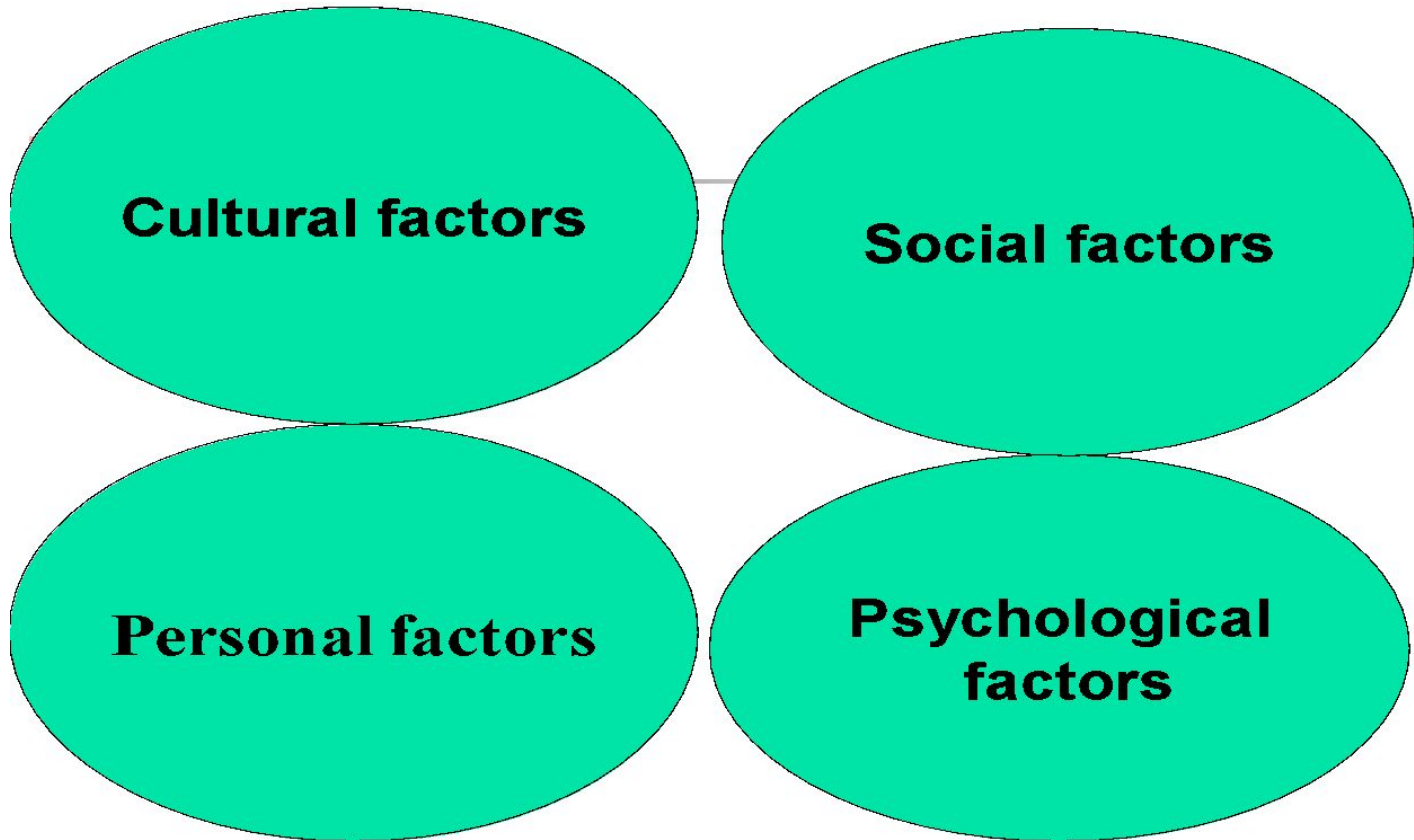 Cultural factors
Social factors
Personal factors
Psychological
factors